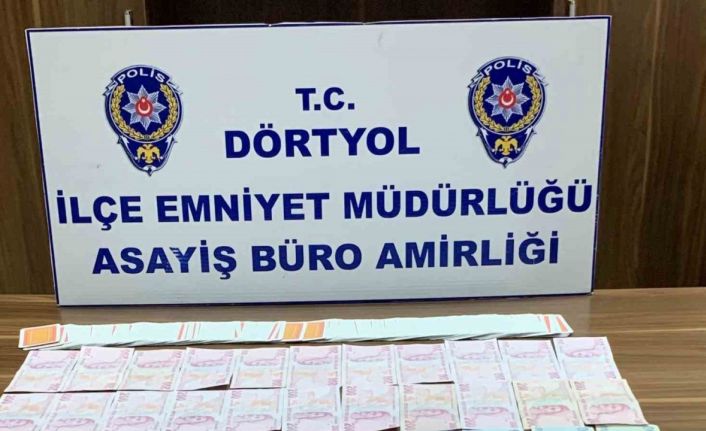 POLİS
POLİS
T.C.
DÖRTYOL
İLÇE EMNİYET MÜDÜRLÜĞÜ
ASAYİŞ BÜRO AMİRLİĞİ